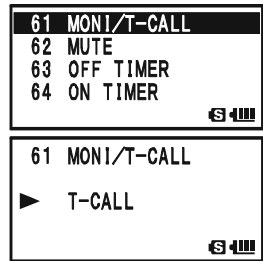 61 MONI/T-CALL
62 MUTE
63 OFF TIMER
64 ON TIMER
S
61 MONI/T-CALL
T-CALL
S